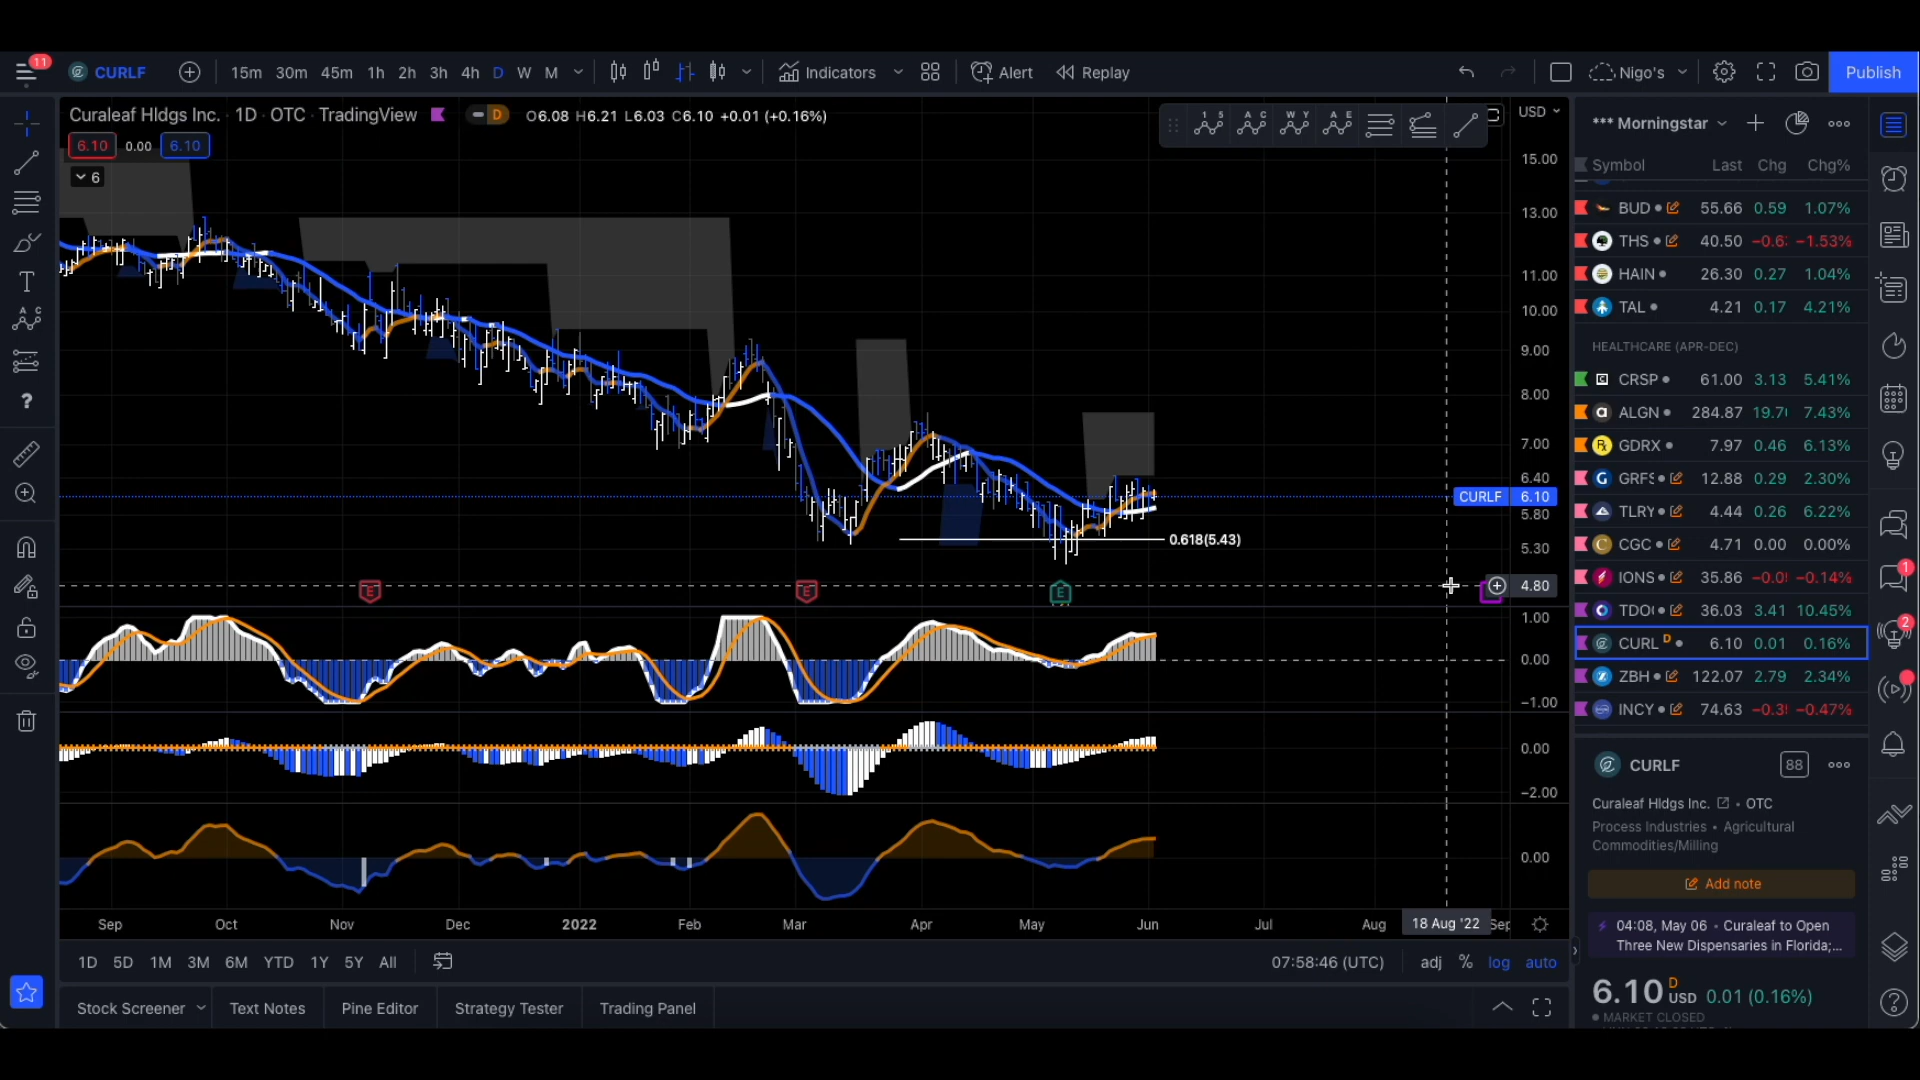 11
CURLF 15m 30m 45m 1h 2h 3h 4h D W M Indicators Alert Replay Nigo's Publish
Curaleaf Hldgs Inc. · 1D · OTC · TradingView D O6.08 H6.21 L6.03 C6.10 +0.01 (+0.16%)
6.10 0.00 6.10
6
1 5 A C W Y A E
USD
15.00
13.00
11.00
10.00
9.00
8.00
7.00
6.40
CURLF 6.10
5.80
5.30
4.80
0.618(5.43)
E E E
1.00
0.00
−1.00
0.00
−2.00
0.00
Sep Oct Nov Dec 2022 Feb Mar Apr May Jun Jul Aug 18 Aug '22 Sep
1D 5D 1M 3M 6M YTD 1Y 5Y All 07:58:46 (UTC) adj % log auto
Stock Screener Text Notes Pine Editor Strategy Tester Trading Panel
*** Morningstar
Symbol Last Chg Chg%
BUD 55.66 0.59 1.07%
THS 40.50 −1.53%
HAIN 26.30 0.27 1.04%
TAL 4.21 0.17 4.21%
HEALTHCARE (APR-DEC)
CRSP 61.00 3.13 5.41%
ALGN 284.87 7.43%
GDRX 7.97 0.46 6.13%
GRFS 12.88 0.29 2.30%
TLRY 4.44 0.26 6.22%
CGC 4.71 0.00 0.00%
IONS 35.86 −0.14%
TDO 36.03 3.41 10.45%
CURL D 6.10 0.01 0.16%
ZBH 122.07 2.79 2.34%
INCY 74.63 −0.47%
CURLF 88
Curaleaf Hldgs Inc. • OTC
Process Industries • Agricultural
Commodities/Milling
Add note
04:08, May 06 • Curaleaf to Open
Three New Dispensaries in Florida;...
6.10 D USD 0.01 (0.16%)
MARKET CLOSED
1
2